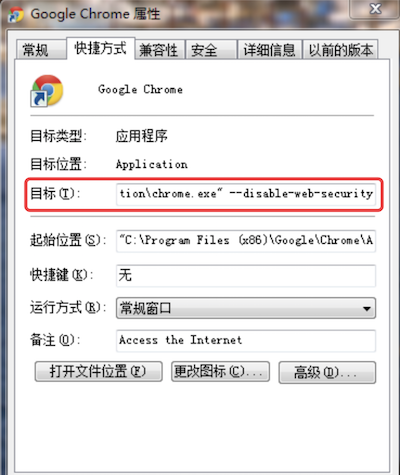 Google Chrome 属性
常规 快捷方式 兼容性 安全 详细信息 以前的版本
Google Chrome
目标类型: 应用程序
目标位置: Application
目标(T): tion\chrome.exe" --disable-web-security
起始位置(S): "C:\Program Files (x86)\Google\Chrome\A
快捷键(K): 无
运行方式(R): 常规窗口
备注(O): Access the Internet
打开文件位置(F) 更改图标(C)... 高级(D)...